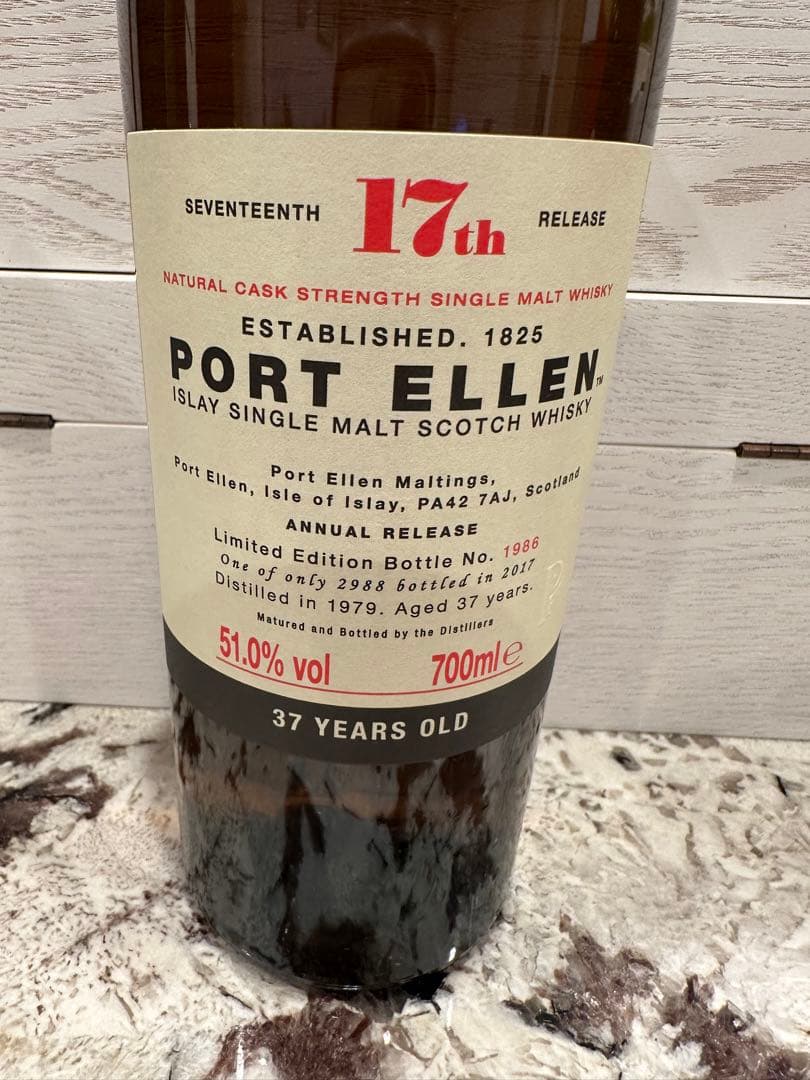 SEVENTEENTH 17th RELEASE
NATURAL CASK STRENGTH SINGLE MALT WHISKY
ESTABLISHED. 1825
PORT ELLEN™
ISLAY SINGLE MALT SCOTCH WHISKY
Port Ellen Maltings,
Port Ellen, Isle of Islay, PA42 7AJ, Scotland
ANNUAL RELEASE
Limited Edition Bottle No. 1986
One of only 2988 bottled in 2017
Distilled in 1979. Aged 37 years.
Matured and Bottled by the Distillers
51.0% vol 700ml e
37 YEARS OLD